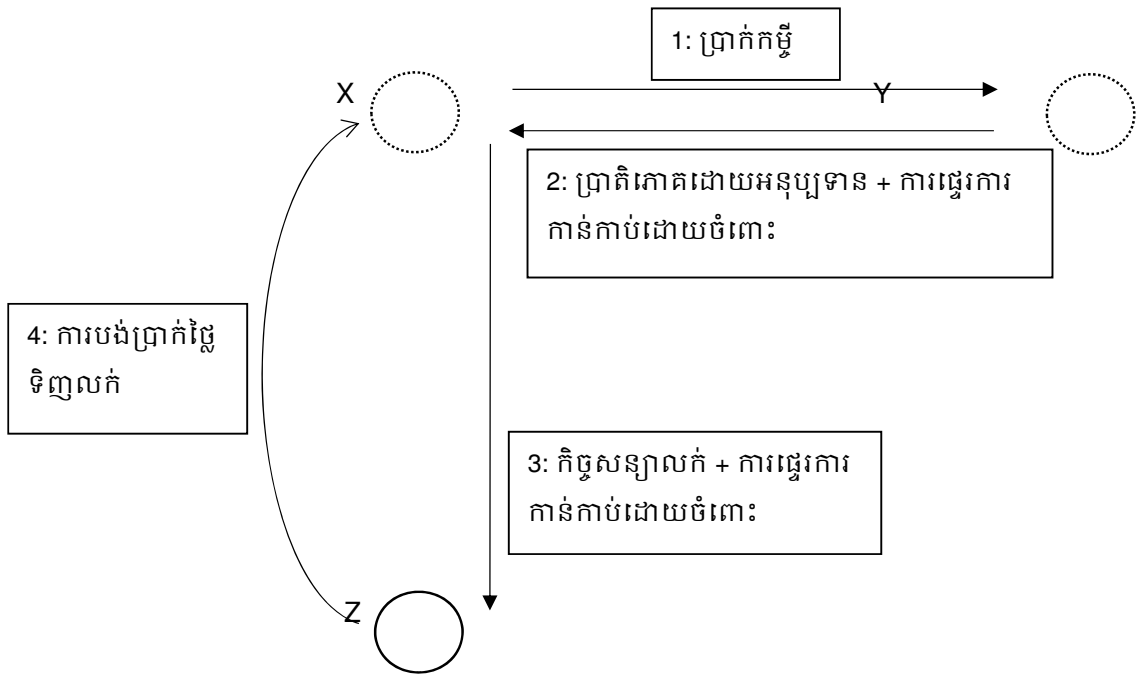 1: ប្រាក់កម្ចី
X
Y
2: ប្រាតិភោគដោយអនុប្បទាន + ការផ្ទេរការ
កាន់កាប់ដោយចំពោះ
4: ការបង់ប្រាក់ថ្លៃ
ទិញលក់
3: កិច្ចសន្យាលក់ + ការផ្ទេរការ
កាន់កាប់ដោយចំពោះ
Z